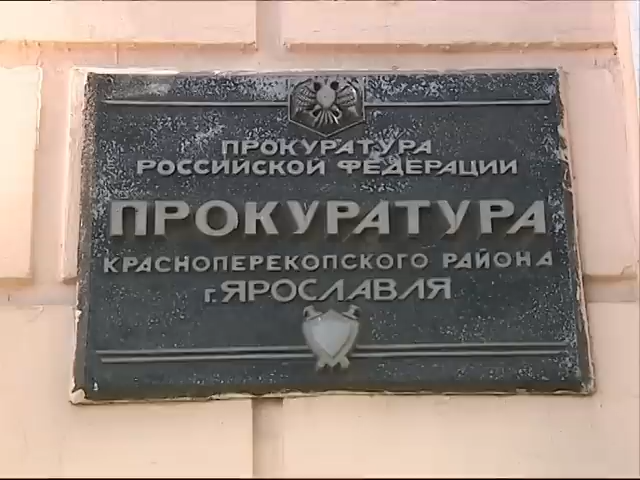 ПРОКУРАТУРА
РОССИЙСКОЙ ФЕДЕРАЦИИ
ПРОКУРАТУРА
КРАСНОПЕРЕКОПСКОГО РАЙОНА
г. ЯРОСЛАВЛЯ